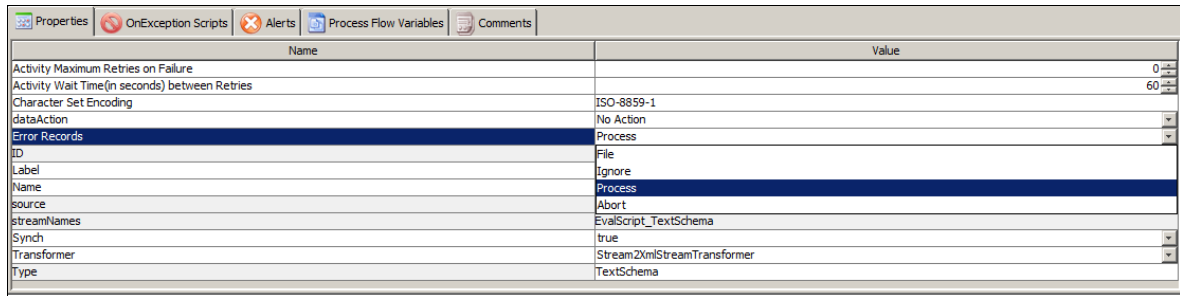 Properties OnException Scripts Alerts Process Flow Variables Comments
Name Value
Activity Maximum Retries on Failure 0
Activity Wait Time(in seconds) between Retries 60
Character Set Encoding ISO-8859-1
dataAction No Action
Error Records Process
ID File
Label Ignore
Name Process
source Abort
streamNames EvalScript_TextSchema
Synch true
Transformer Stream2XmlStreamTransformer
Type TextSchema